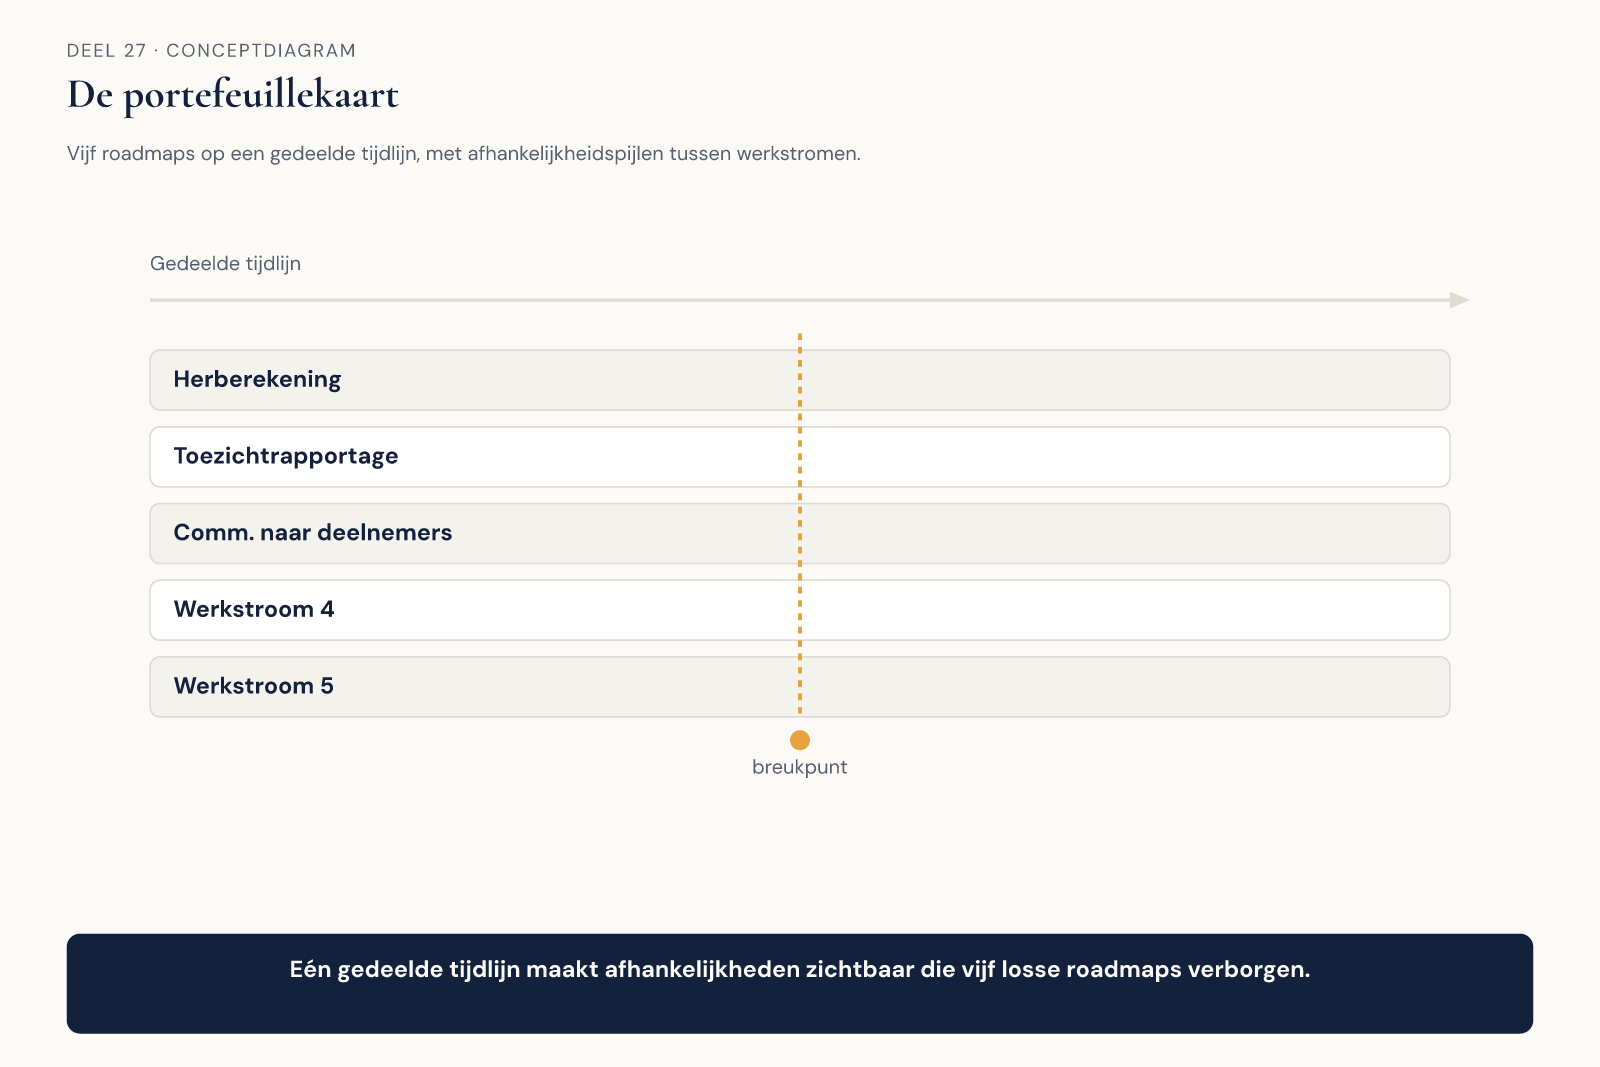 DEEL 27 · CONCEPTDIAGRAM
De portefeuillekaart
Vijf roadmaps op een gedeelde tijdlijn, met afhankelijkheidspijlen tussen werkstromen.
Gedeelde tijdlijn
Herberekening
Toezichtrapportage
Comm. naar deelnemers
Werkstroom 4
Werkstroom 5
breukpunt
Eén gedeelde tijdlijn maakt afhankelijkheden zichtbaar die vijf losse roadmaps verborgen.